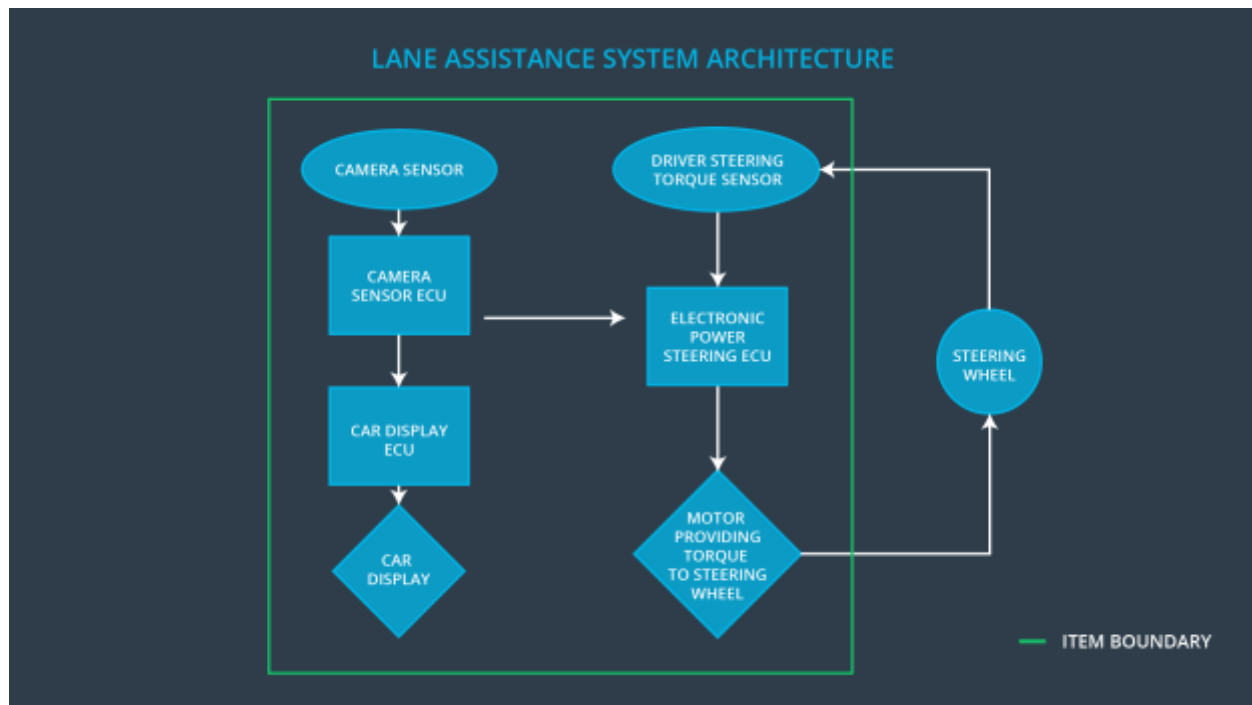 LANE ASSISTANCE SYSTEM ARCHITECTURE
CAMERA SENSOR
CAMERA
SENSOR ECU
CAR DISPLAY
ECU
CAR
DISPLAY
DRIVER STEERING
TORQUE SENSOR
ELECTRONIC
POWER
STEERING ECU
MOTOR
PROVIDING
TORQUE
TO STEERING
WHEEL
STEERING
WHEEL
ITEM BOUNDARY